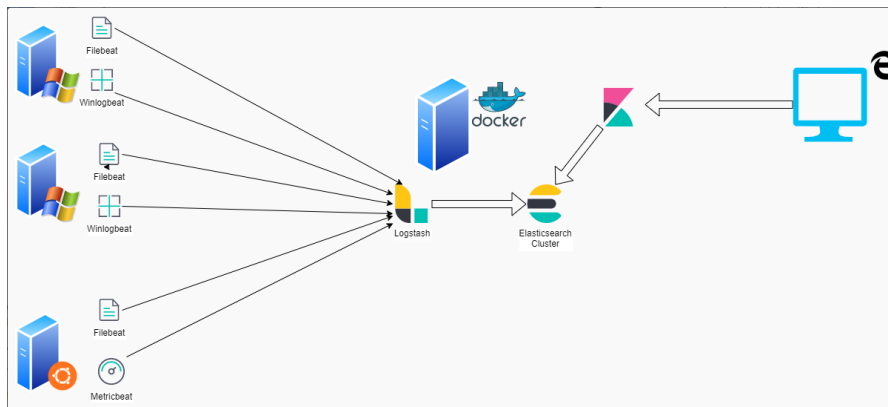 Filebeat
Winlogbeat
Filebeat
Winlogbeat
Filebeat
Metricbeat
docker
Logstash
Elasticsearch
Cluster